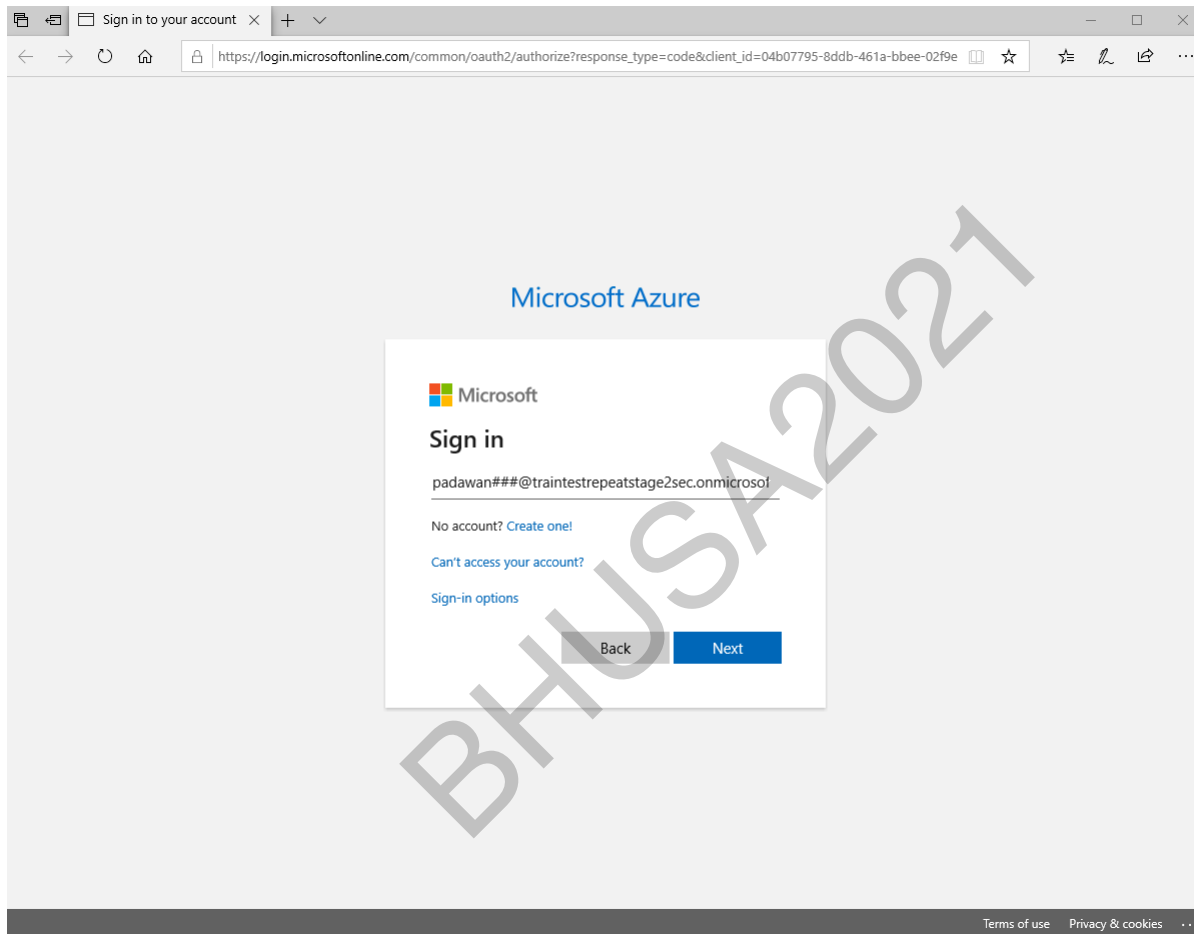 Sign in to your account
https://login.microsoftonline.com/common/oauth2/authorize?response_type=code&client_id=04b07795-8ddb-461a-bbee-02f9e
Microsoft Azure
Microsoft
Sign in
padawan###@traintestrepeatstage2sec.onmicrosof
No account? Create one!
Can't access your account?
Sign-in options
Back Next
BHUSA2021
Terms of use Privacy & cookies ...